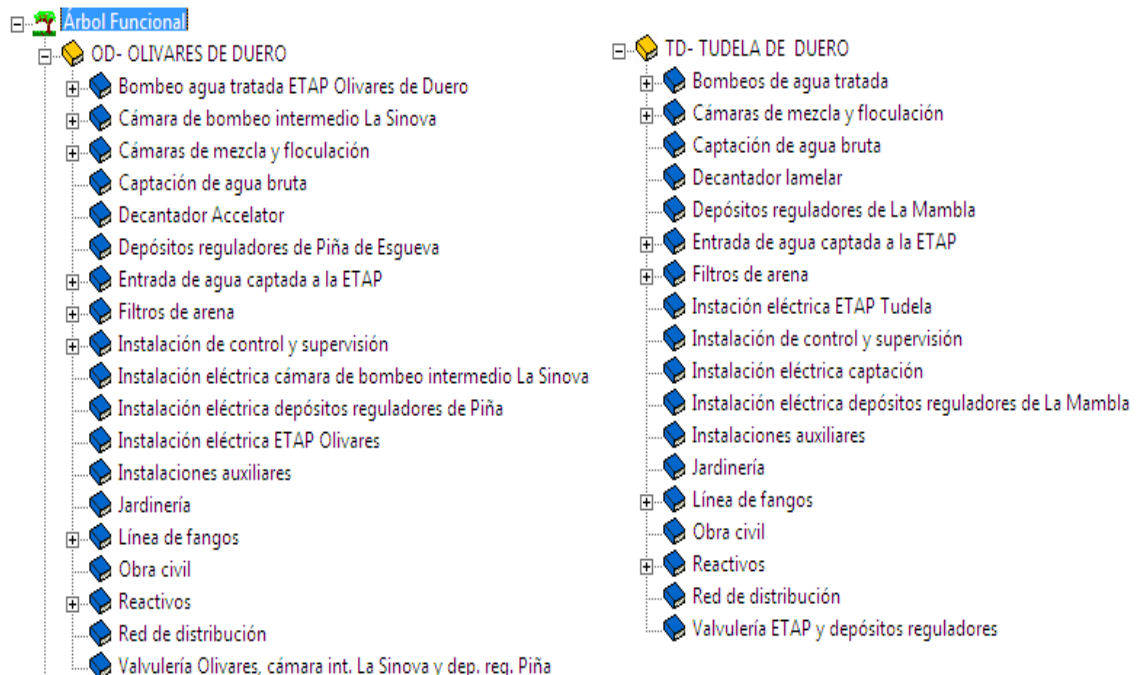 Árbol Funcional
OD- OLIVARES DE DUERO
Bombeo agua tratada ETAP Olivares de Duero
Cámara de bombeo intermedio La Sinova
Cámaras de mezcla y floculación
Captación de agua bruta
Decantador Accelator
Depósitos reguladores de Piña de Esgueva
Entrada de agua captada a la ETAP
Filtros de arena
Instalación de control y supervisión
Instalación eléctrica cámara de bombeo intermedio La Sinova
Instalación eléctrica depósitos reguladores de Piña
Instalación eléctrica ETAP Olivares
Instalaciones auxiliares
Jardinería
Línea de fangos
Obra civil
Reactivos
Red de distribución
Valvulería Olivares, cámara int. La Sinova y dep. reg. Piña
TD- TUDELA DE DUERO
Bombeos de agua tratada
Cámaras de mezcla y floculación
Captación de agua bruta
Decantador lamelar
Depósitos reguladores de La Mambla
Entrada de agua captada a la ETAP
Filtros de arena
Instación eléctrica ETAP Tudela
Instalación de control y supervisión
Instalación eléctrica captación
Instalación eléctrica depósitos reguladores de La Mambla
Instalaciones auxiliares
Jardinería
Línea de fangos
Obra civil
Reactivos
Red de distribución
Valvulería ETAP y depósitos reguladores